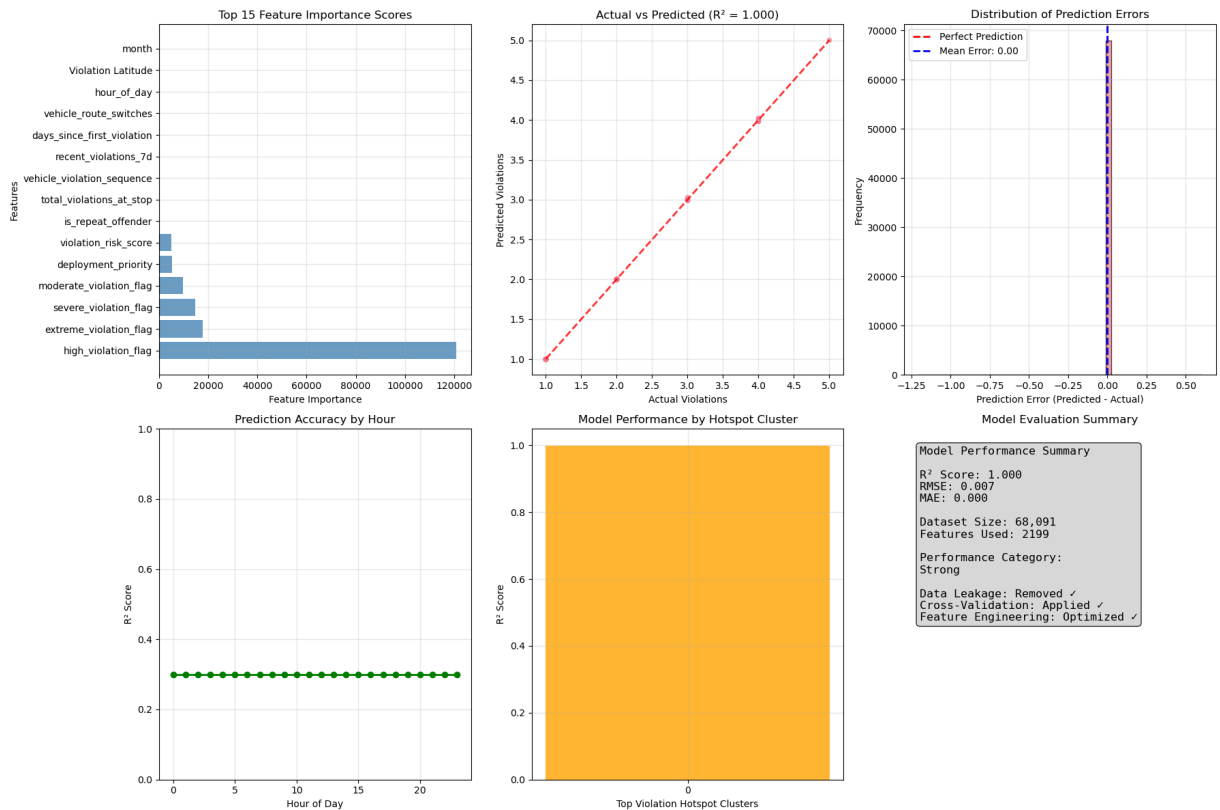 Top 15 Feature Importance Scores
Features
month
Violation Latitude
hour_of_day
vehicle_route_switches
days_since_first_violation
recent_violations_7d
vehicle_violation_sequence
total_violations_at_stop
is_repeat_offender
violation_risk_score
deployment_priority
moderate_violation_flag
severe_violation_flag
extreme_violation_flag
high_violation_flag
0 20000 40000 60000 80000 100000 120000
Feature Importance
Actual vs Predicted (R² = 1.000)
Predicted Violations
5.0
4.5
4.0
3.5
3.0
2.5
2.0
1.5
1.0
1.0 1.5 2.0 2.5 3.0 3.5 4.0 4.5 5.0
Actual Violations
Distribution of Prediction Errors
Perfect Prediction
Mean Error: 0.00
Frequency
70000
60000
50000
40000
30000
20000
10000
0
−1.25 −1.00 −0.75 −0.50 −0.25 0.00 0.25 0.50
Prediction Error (Predicted - Actual)
Prediction Accuracy by Hour
R² Score
1.0
0.8
0.6
0.4
0.2
0.0
0 5 10 15 20
Hour of Day
Model Performance by Hotspot Cluster
R² Score
1.0
0.8
0.6
0.4
0.2
0.0
0
Top Violation Hotspot Clusters
Model Evaluation Summary
Model Performance Summary
R² Score: 1.000
RMSE: 0.007
MAE: 0.000
Dataset Size: 68,091
Features Used: 2199
Performance Category:
Strong
Data Leakage: Removed ✓
Cross-Validation: Applied ✓
Feature Engineering: Optimized ✓